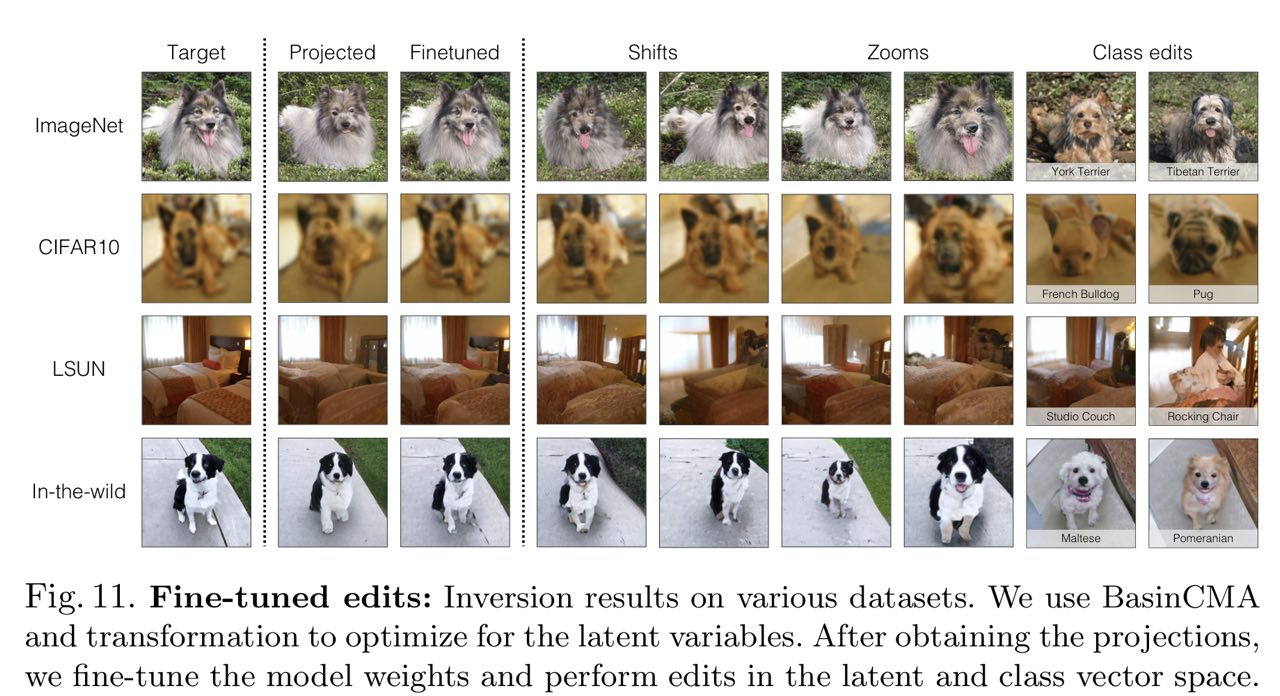 Target Projected Finetuned Shifts Zooms Class edits
ImageNet
York Terrier Tibetan Terrier
CIFAR10
French Bulldog Pug
LSUN
Studio Couch Rocking Chair
In-the-wild
Maltese Pomeranian
Fig. 11. Fine-tuned edits: Inversion results on various datasets. We use BasinCMA
and transformation to optimize for the latent variables. After obtaining the projections,
we fine-tune the model weights and perform edits in the latent and class vector space.